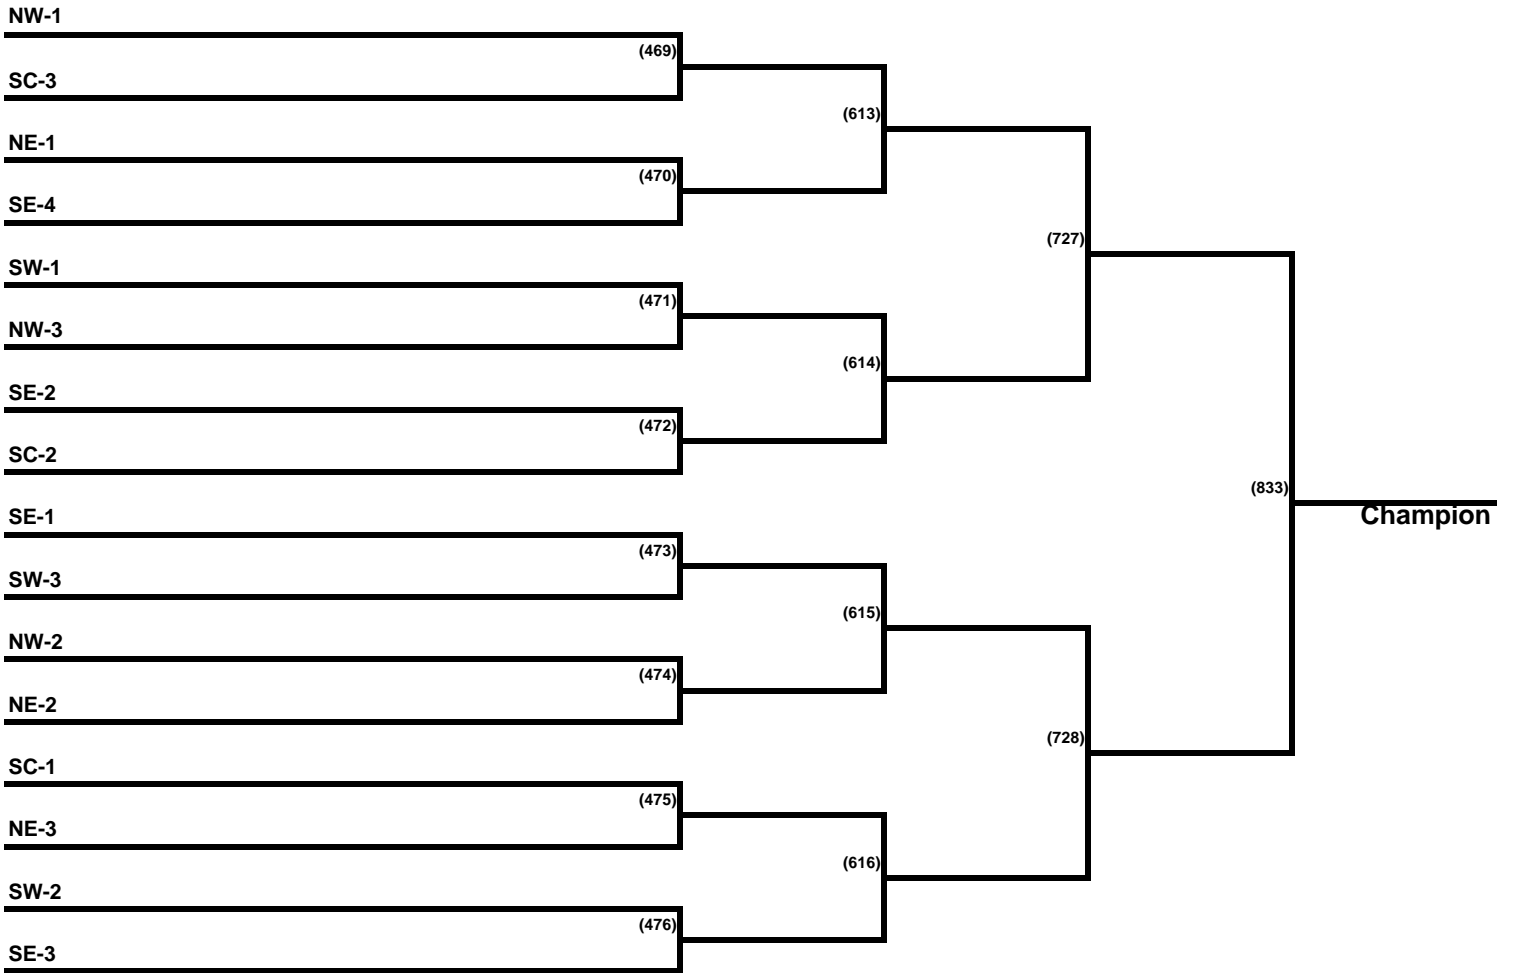 NW-1
(469)
SC-3
(613)
NE-1
(470)
SE-4
(727)
SW-1
(471)
NW-3
(614)
SE-2
(472)
SC-2
(833)
Champion
SE-1
(473)
SW-3
(615)
NW-2
(474)
NE-2
(728)
SC-1
(475)
NE-3
(616)
SW-2
(476)
SE-3